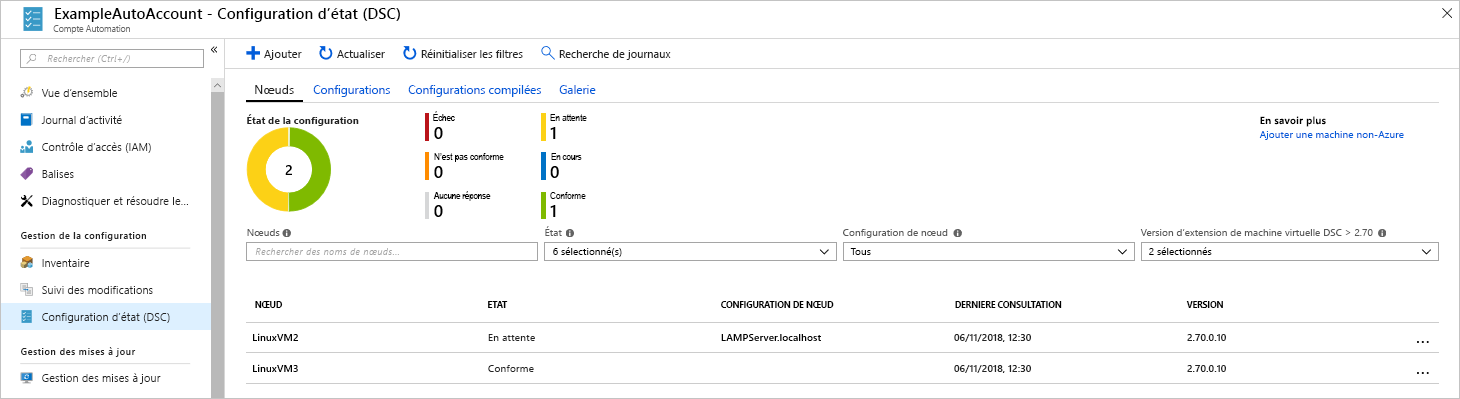 ExampleAutoAccount - Configuration d'état (DSC)
Compte Automation
Rechercher (Ctrl+/)
«
Vue d'ensemble
Journal d'activité
Contrôle d'accès (IAM)
Balises
Diagnostiquer et résoudre le...
Gestion de la configuration
Inventaire
Suivi des modifications
Configuration d'état (DSC)
Gestion des mises à jour
Gestion des mises à jour
Ajouter Actualiser Réinitialiser les filtres Recherche de journaux
Nœuds Configurations Configurations compilées Galerie
État de la configuration
2
Échec
0
En attente
1
N'est pas conforme
0
En cours
0
Aucune réponse
0
Conforme
1
En savoir plus
Ajouter une machine non-Azure
Nœuds État Configuration de nœud Version d'extension de machine virtuelle DSC > 2.70
Rechercher des noms de nœuds... 6 sélectionné(s) Tous 2 sélectionnés
NŒUD ETAT CONFIGURATION DE NŒUD DERNIERE CONSULTATION VERSION
LinuxVM2 En attente LAMPServer.localhost 06/11/2018, 12:30 2.70.0.10 ...
LinuxVM3 Conforme 06/11/2018, 12:30 2.70.0.10 ...